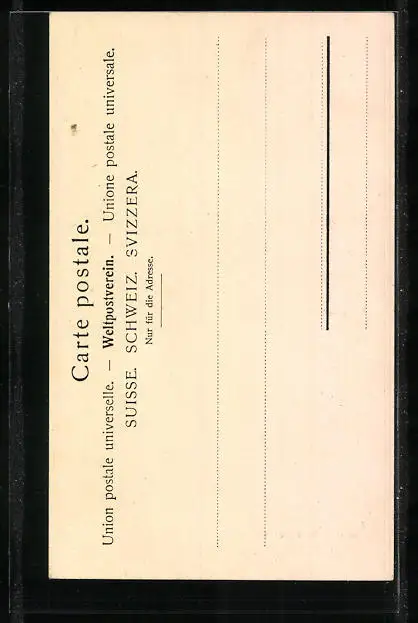 Carte postale.
Union postale universelle. — Weltpostverein. — Unione postale universale.
SUISSE. SCHWEIZ. SVIZZERA.
Nur für die Adresse.